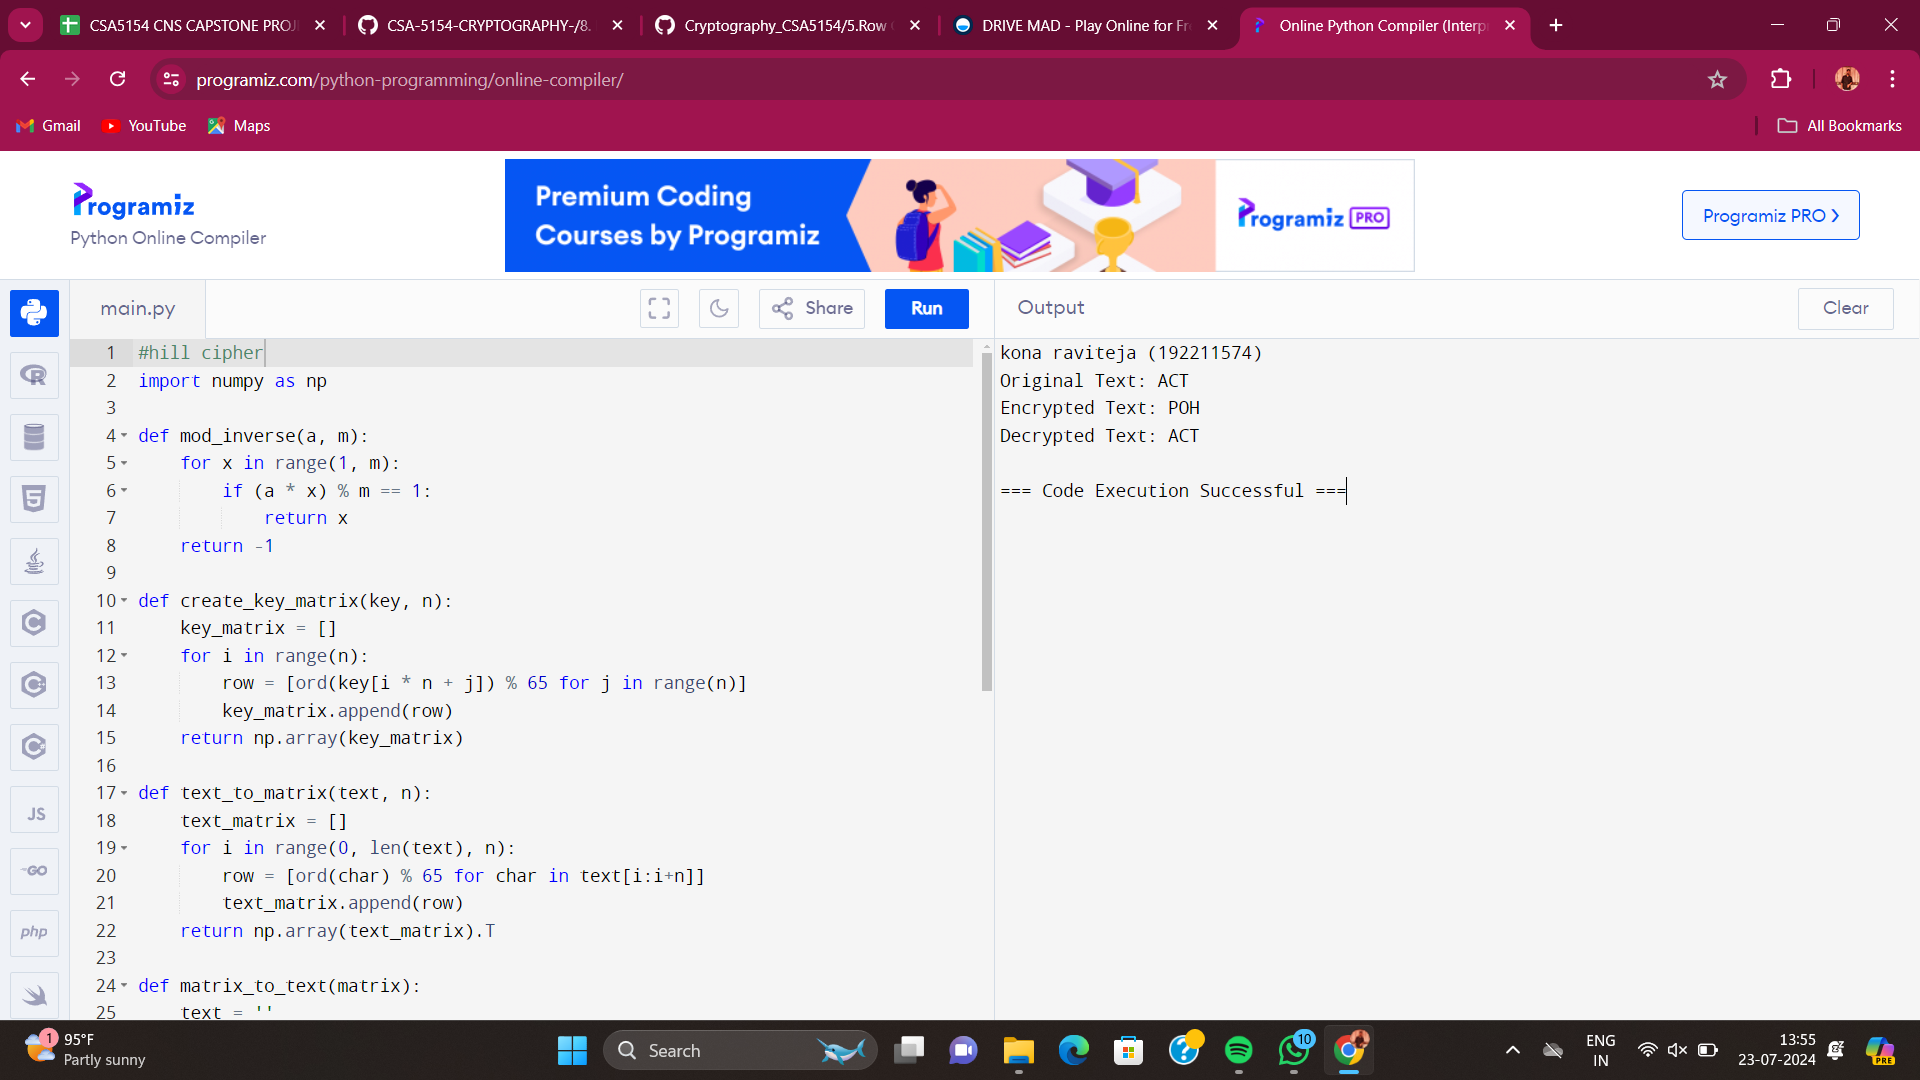 CSA5154 CNS CAPSTONE PROJ
CSA-5154-CRYPTOGRAPHY-/8.
Cryptography_CSA5154/5.Row
DRIVE MAD - Play Online for Fr
Online Python Compiler (Interp
programiz.com/python-programming/online-compiler/
Gmail
YouTube
Maps
All Bookmarks
Programiz
Python Online Compiler
Premium Coding
Courses by Programiz
Programiz PRO
Programiz PRO
main.py
Share
Run
Output
Clear
1 #hill cipher
2 import numpy as np
3
4 def mod_inverse(a, m):
5     for x in range(1, m):
6         if (a * x) % m == 1:
7             return x
8     return -1
9
10 def create_key_matrix(key, n):
11     key_matrix = []
12     for i in range(n):
13         row = [ord(key[i * n + j]) % 65 for j in range(n)]
14         key_matrix.append(row)
15     return np.array(key_matrix)
16
17 def text_to_matrix(text, n):
18     text_matrix = []
19     for i in range(0, len(text), n):
20         row = [ord(char) % 65 for char in text[i:i+n]]
21         text_matrix.append(row)
22     return np.array(text_matrix).T
23
24 def matrix_to_text(matrix):
25     text = ''
kona raviteja (192211574)
Original Text: ACT
Encrypted Text: POH
Decrypted Text: ACT
=== Code Execution Successful ===
R
5
C
C
C
JS
GO
php
1
95°F
Partly sunny
Search
10
ENG
IN
13:55
23-07-2024
PRE